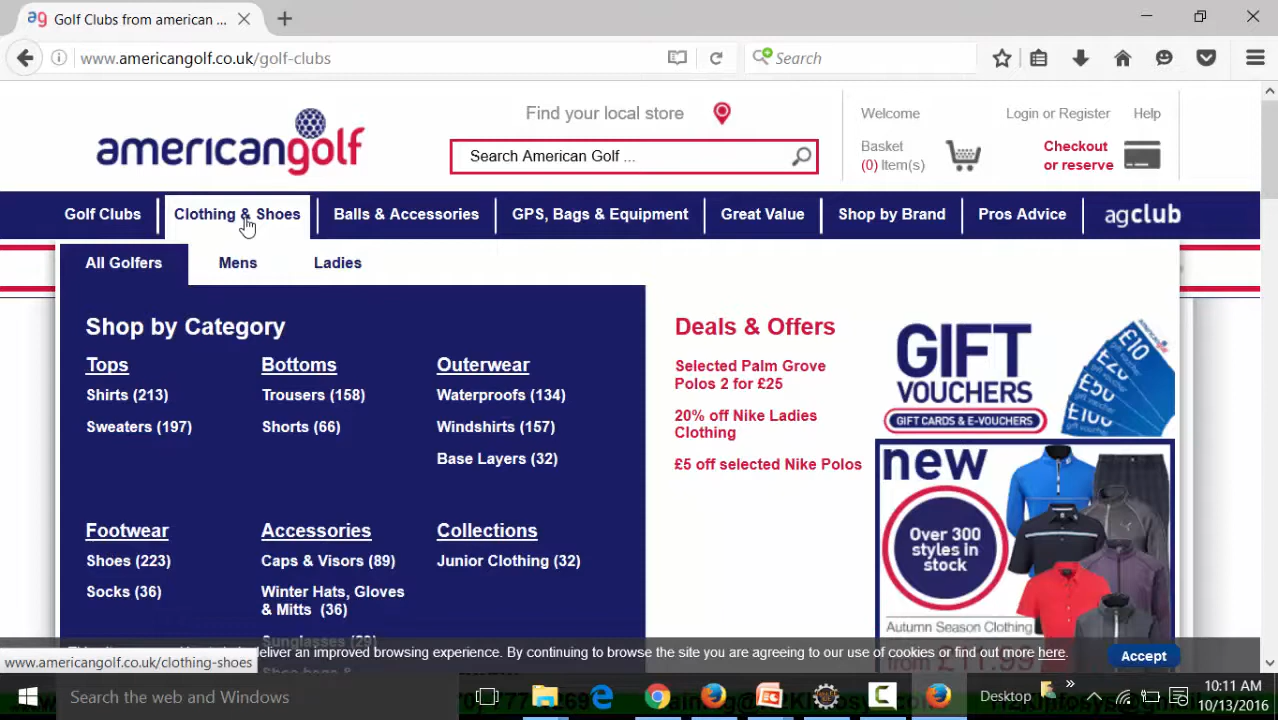 ag Golf Clubs from american ...
www.americangolf.co.uk/golf-clubs
Search
americangolf
Find your local store
Welcome
Login or Register
Help
Search American Golf ...
Basket
(0) Item(s)
Checkout
or reserve
Golf Clubs
Clothing & Shoes
Balls & Accessories
GPS, Bags & Equipment
Great Value
Shop by Brand
Pros Advice
agclub
All Golfers
Mens
Ladies
Shop by Category
Tops
Shirts (213)
Sweaters (197)
Bottoms
Trousers (158)
Shorts (66)
Outerwear
Waterproofs (134)
Windshirts (157)
Base Layers (32)
Footwear
Shoes (223)
Socks (36)
Accessories
Caps & Visors (89)
Winter Hats, Gloves
& Mitts (36)
Sunglasses (29)
Collections
Junior Clothing (32)
Deals & Offers
Selected Palm Grove
Polos 2 for £25
20% off Nike Ladies
Clothing
£5 off selected Nike Polos
GIFT
VOUCHERS
GIFT CARDS & E-VOUCHERS
americangolf
£10
£20
£50
£100
gift voucher
new
Over 300
styles in
stock
Autumn Season Clothing
from £11.99
deliver an improved browsing experience. By continuing to browse the site you are agreeing to our use of cookies or find out more here.
Accept
www.americangolf.co.uk/clothing-shoes
Search the web and Windows
Desktop
10:11 AM
10/13/2016